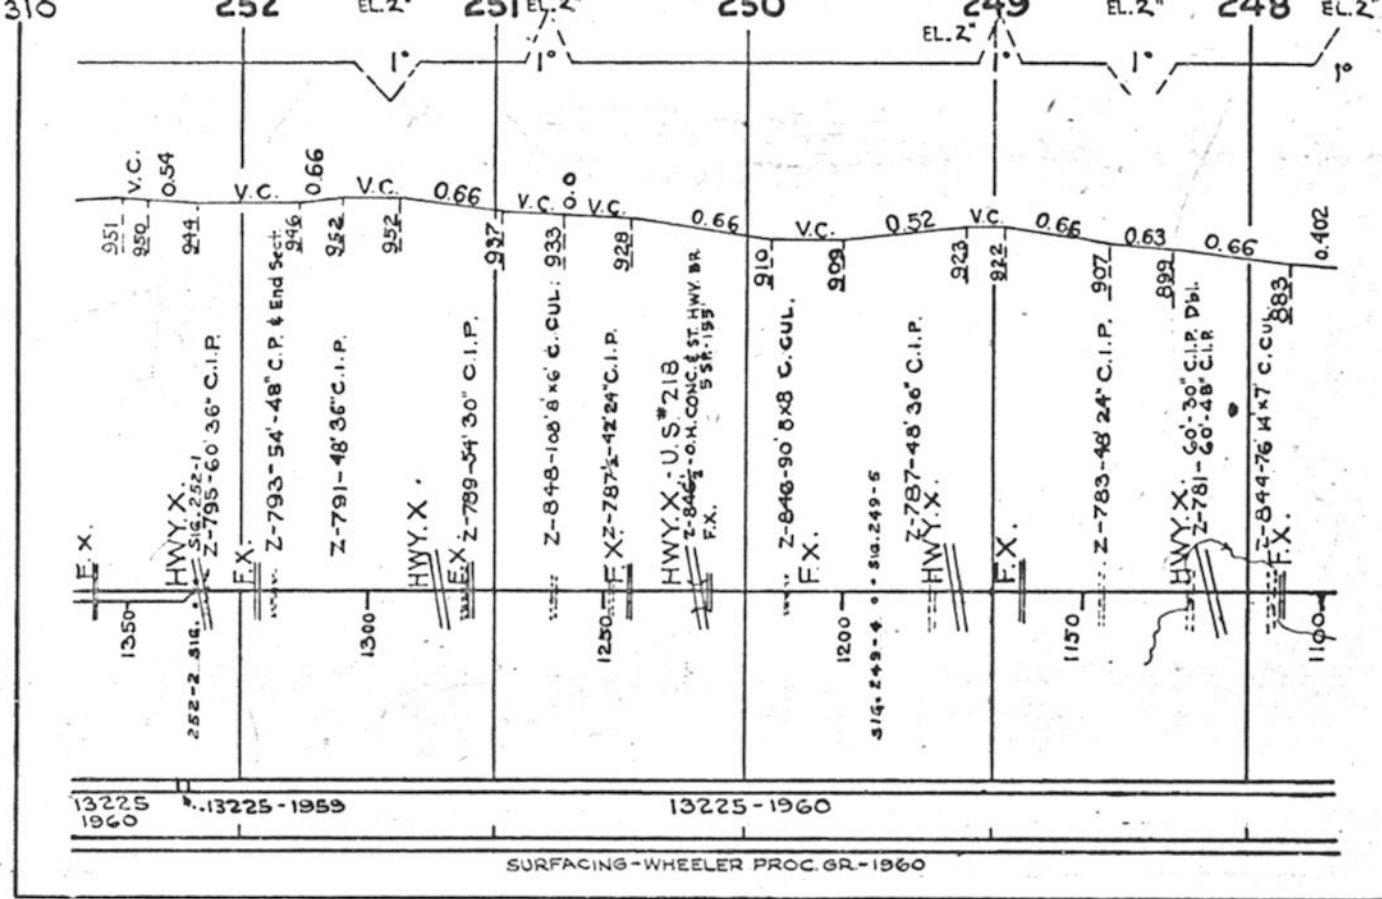 310 252 251 250 249 248
EL.2" EL.2" EL.2" EL.2" EL.2"
1° 1° 1° 1° 1°
V.C.
0.54
V.C.
0.66
V.C.
0.66
V.C.
0.0
V.C.
0.66
V.C.
0.52
V.C.
0.66
0.63
0.66
0.402
951
950
944
946
952
952
937
933
928
910
909
923
922
907
899
883
F.X.
HWY.X.
SIG.252-1
Z-795-60'36" C.I.P.
F.X.
Z-793-54'-48" C.P. & End Sect.
Z-791-48'36" C.I.P.
HWY.X.
F.X.
Z-789-54'30" C.I.P.
Z-848-108'8'x6' C.CUL.
F.X.
Z-787½-42'24" C.I.P.
HWY.X.-U.S.#218
Z-846½-O.H.CONC.& ST.HWY.BR.
5 SP.-155'
F.X.
Z-846-90'8x8 C.CUL.
F.X.
Z-787-48'36" C.I.P.
HWY.X.
F.X.
Z-783-48'24" C.I.P.
HWY.X.
Z-781-60'-30" C.I.P. Dbl.
60'-48" C.I.P.
Z-844-76'14x7' C.CUL.
F.X.
1350
252-2 SIG.
1300
1250
1200
SIG.249-4 SIG.249-5
1150
1100
13225
1960
13225-1959
13225-1960
SURFACING-WHEELER PROC.GR-1960